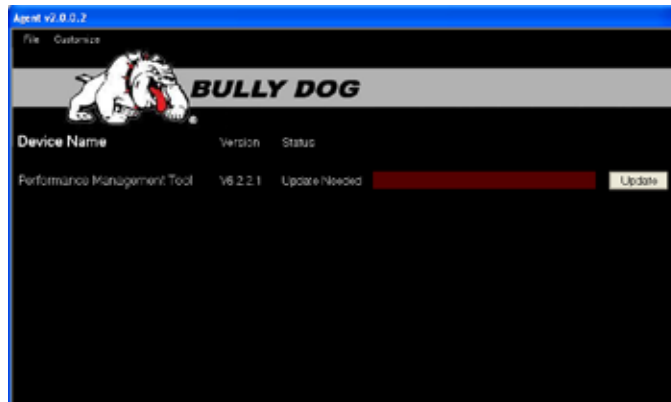 Agent v2.0.0.2
File Customize
BULLY DOG
Device Name Version Status
Performance Management Tool V6.2.2.1 Update Needed Update